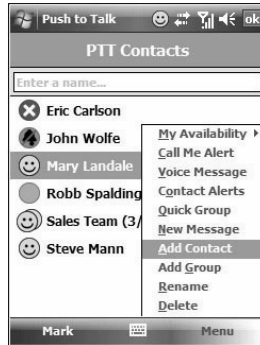 Push to Talk
ok
PTT Contacts
Enter a name...
Eric Carlson
John Wolfe
Mary Landale
Robb Spalding
Sales Team (3/
Steve Mann
My Availability
Call Me Alert
Voice Message
Contact Alerts
Quick Group
New Message
Add Contact
Add Group
Rename
Delete
Mark
Menu